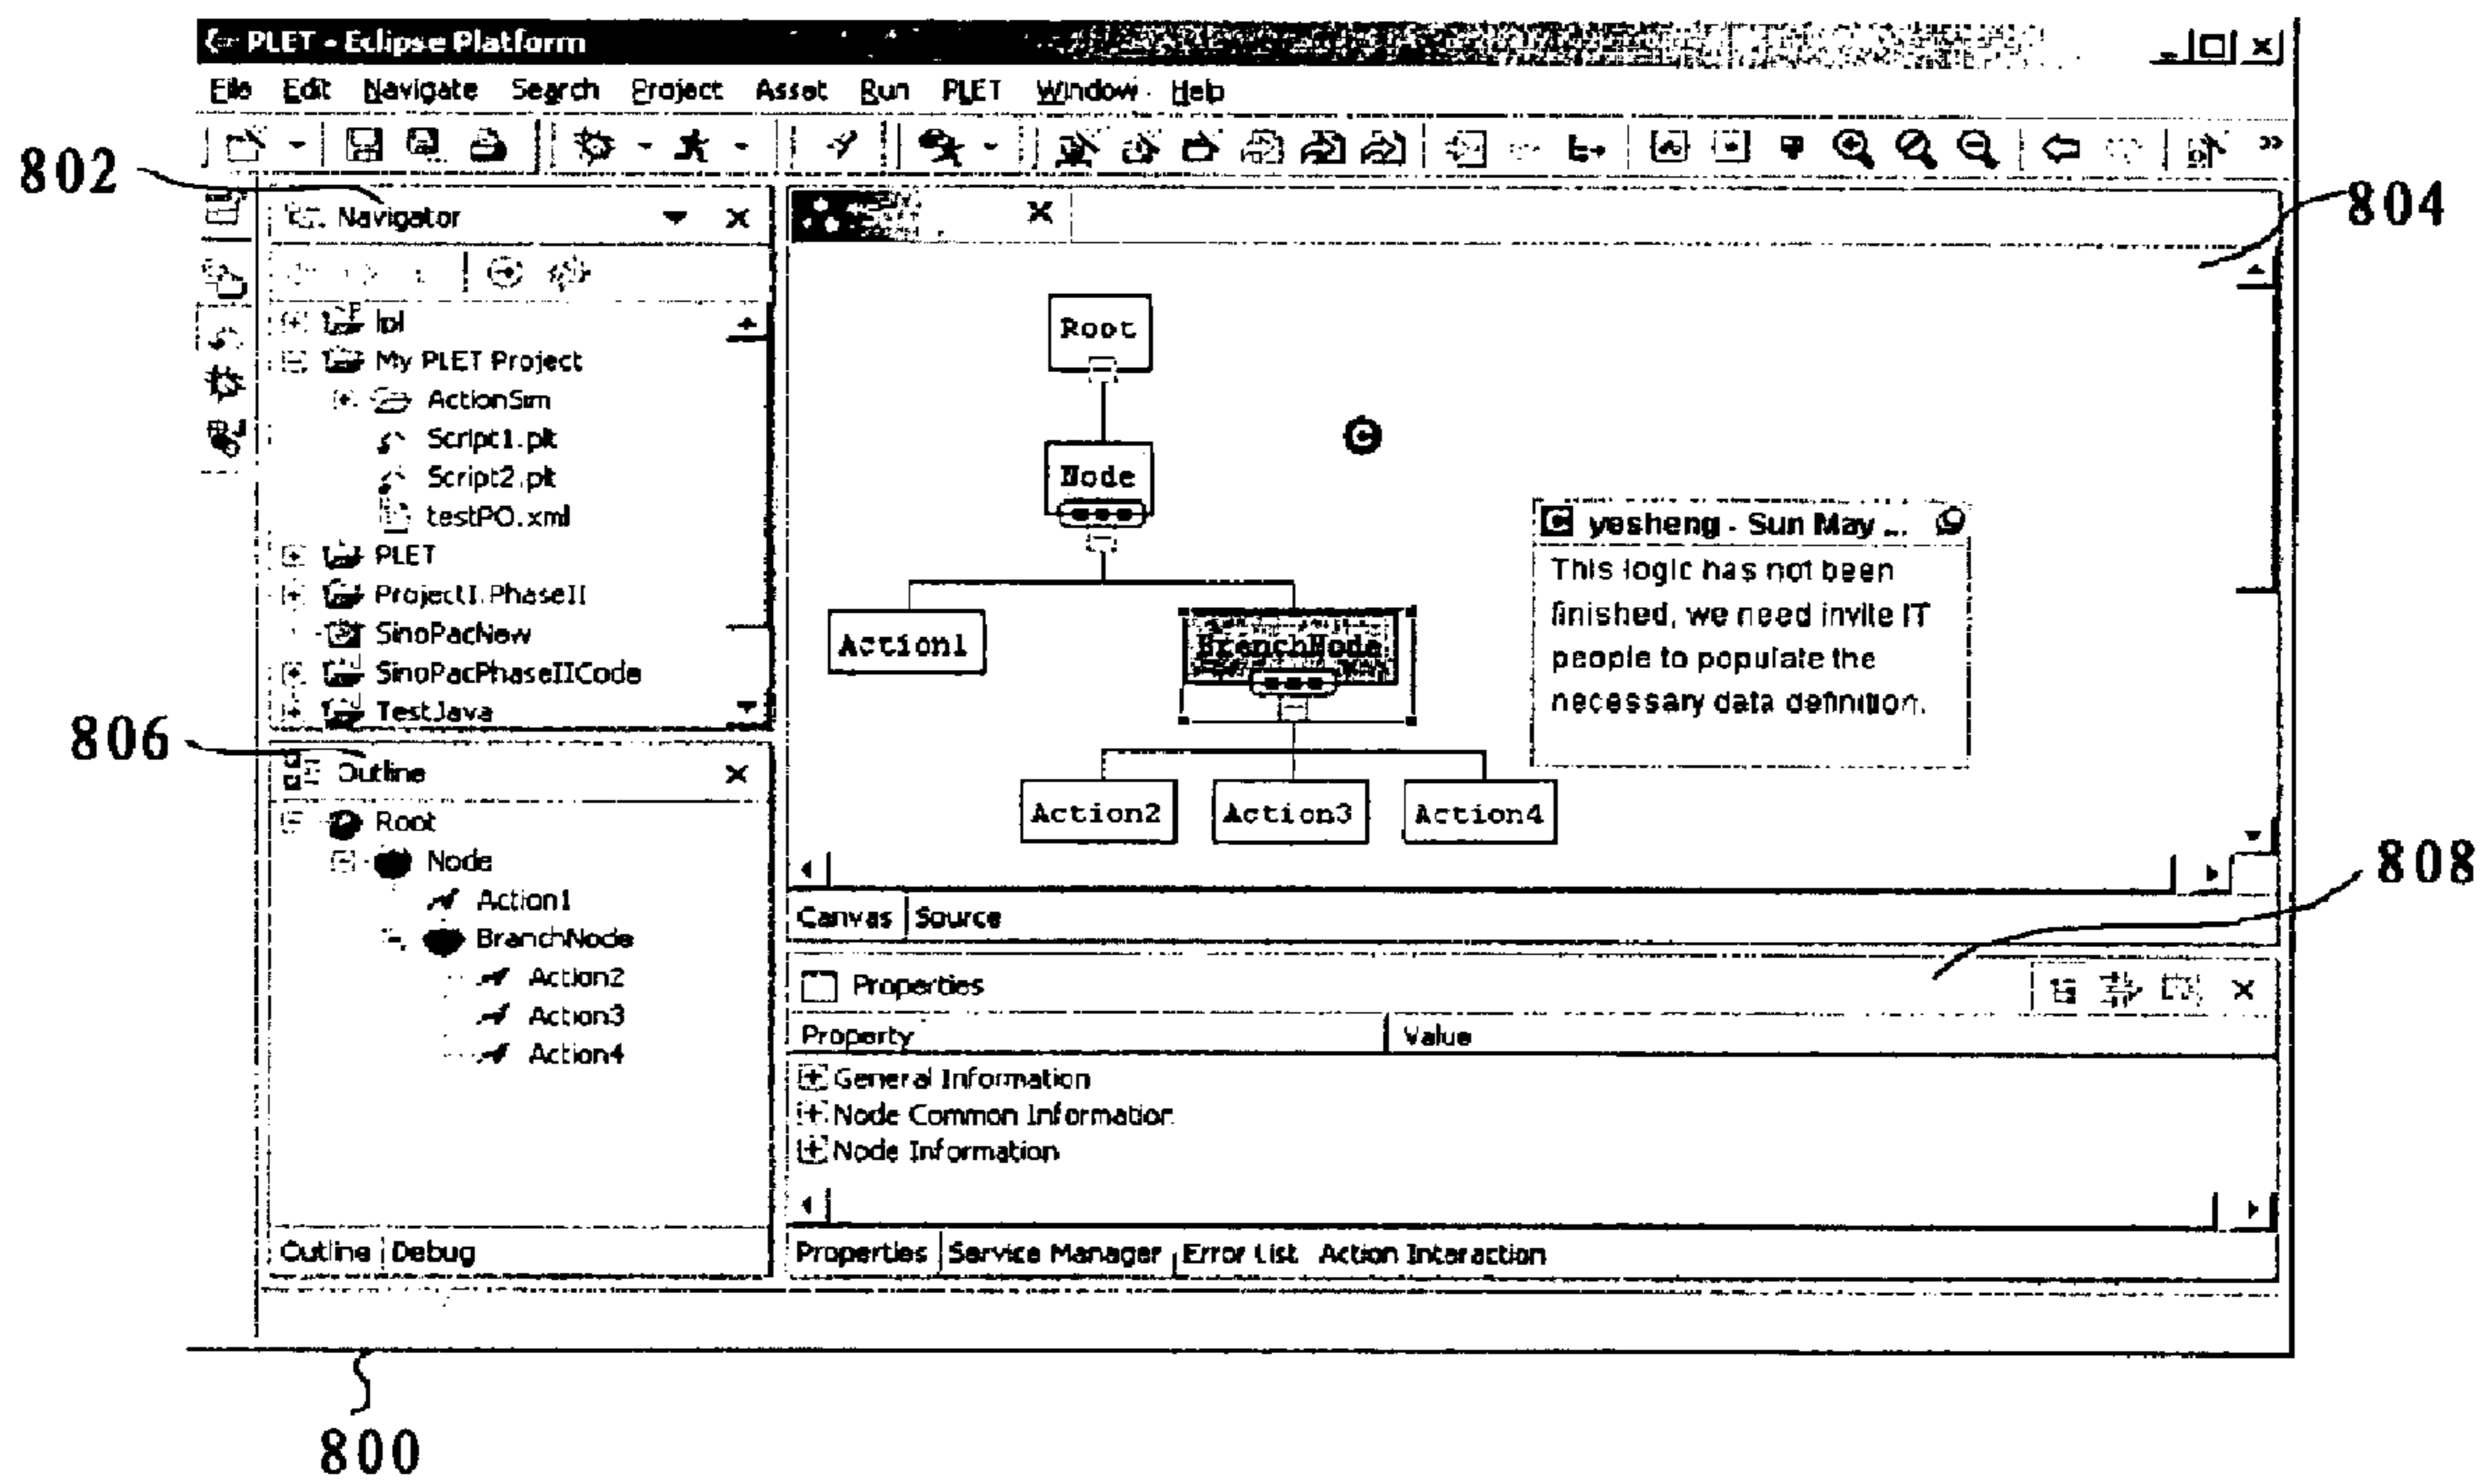 PLET - Eclipse Platform
File Edit Navigate Search Project Asset Run PLET Window Help
802
Navigator
804
lpl
My PLET Project
ActionSim
Script1.plt
Script2.plt
testPO.xml
PLET
ProjectI.PhaseII
SinoPacNew
SinoPacPhaseIICode
TestJava
Root
Node
Action1
BranchNode
Action2 Action3 Action4
C
C yesheng - Sun May ...
This logic has not been
finished, we need invite IT
people to populate the
necessary data definition.
806
Outline
Root
Node
Action1
BranchNode
Action2
Action3
Action4
Outline Debug
Canvas Source
808
Properties
Property Value
General Information
Node Common Information
Node Information
Properties Service Manager Error List Action Interaction
800